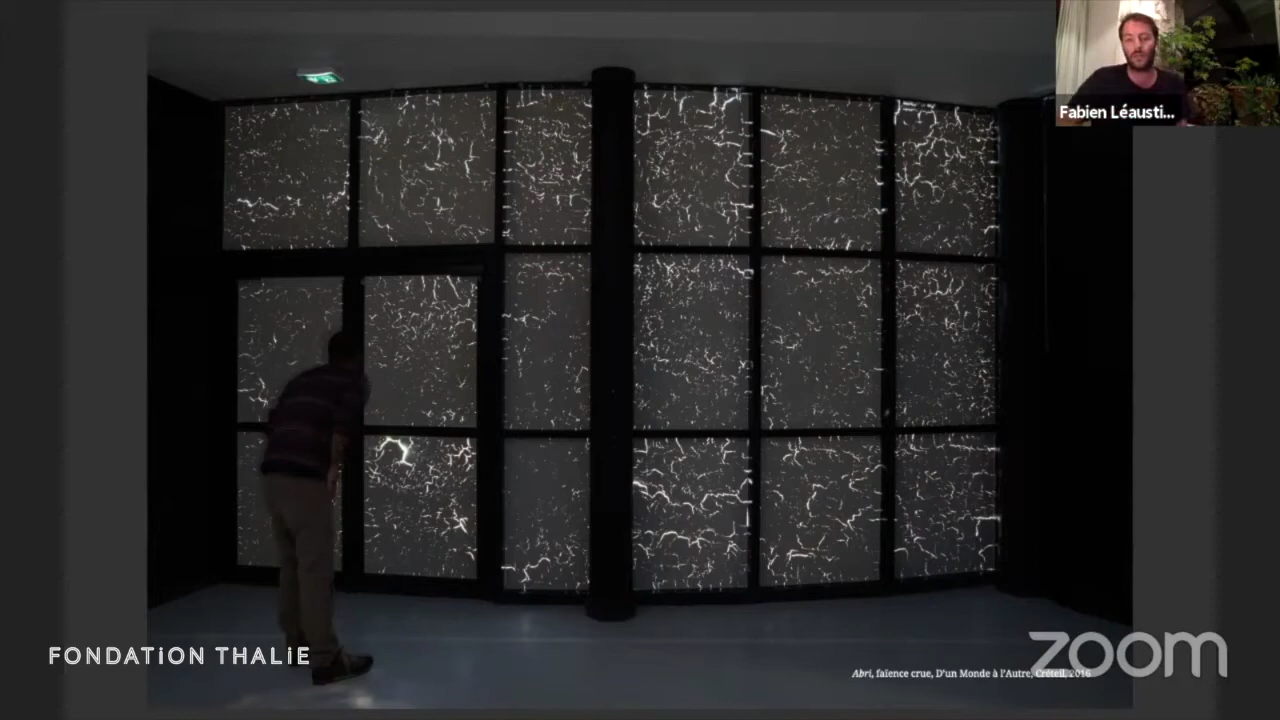 Fabien Léausti...
FONDATiON THALiE
zoom
Abri, faïence crue, D'un Monde à l'Autre, Créteil, 2016